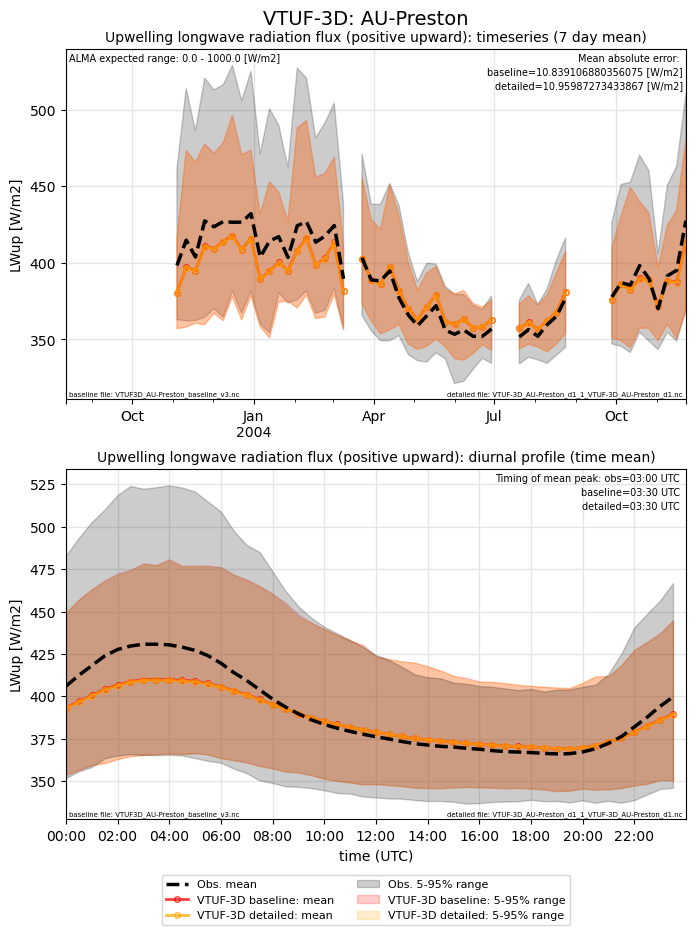 VTUF-3D: AU-Preston
Upwelling longwave radiation flux (positive upward): timeseries (7 day mean)
ALMA expected range: 0.0 - 1000.0 [W/m2]
Mean absolute error:
baseline=10.839106880356075 [W/m2]
detailed=10.95987273433867 [W/m2]
500
450
400
350
LWup [W/m2]
baseline file: VTUF3D_AU-Preston_baseline_v3.nc
detailed file: VTUF-3D_AU-Preston_d1_1_VTUF-3D_AU-Preston_d1.nc
Oct
Jan
Apr
Jul
Oct
2004
Upwelling longwave radiation flux (positive upward): diurnal profile (time mean)
Timing of mean peak: obs=03:00 UTC
baseline=03:30 UTC
detailed=03:30 UTC
525
500
475
450
425
400
375
350
LWup [W/m2]
baseline file: VTUF3D_AU-Preston_baseline_v3.nc
detailed file: VTUF-3D_AU-Preston_d1_1_VTUF-3D_AU-Preston_d1.nc
00:00 02:00 04:00 06:00 08:00 10:00 12:00 14:00 16:00 18:00 20:00 22:00
time (UTC)
Obs. mean
VTUF-3D baseline: mean
VTUF-3D detailed: mean
Obs. 5-95% range
VTUF-3D baseline: 5-95% range
VTUF-3D detailed: 5-95% range